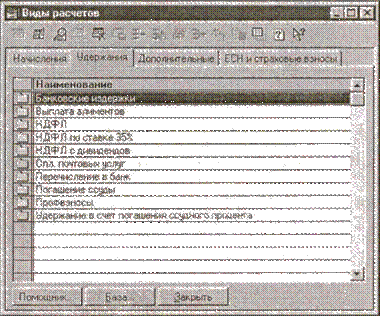 Виды расчетов
Начисления Удержания Дополнительные ЕСН и страховые взносы
Наименование
Банковские издержки
Выплата алиментов
НДФЛ
НДФЛ по ставке 35%
НДФЛ с дивидендов
Опл. почтовых услуг
Перечисление в банк
Погашение ссуды
Профвзносы
Удержание в счет погашения ссудного процента
Помощник... База... Закрыть